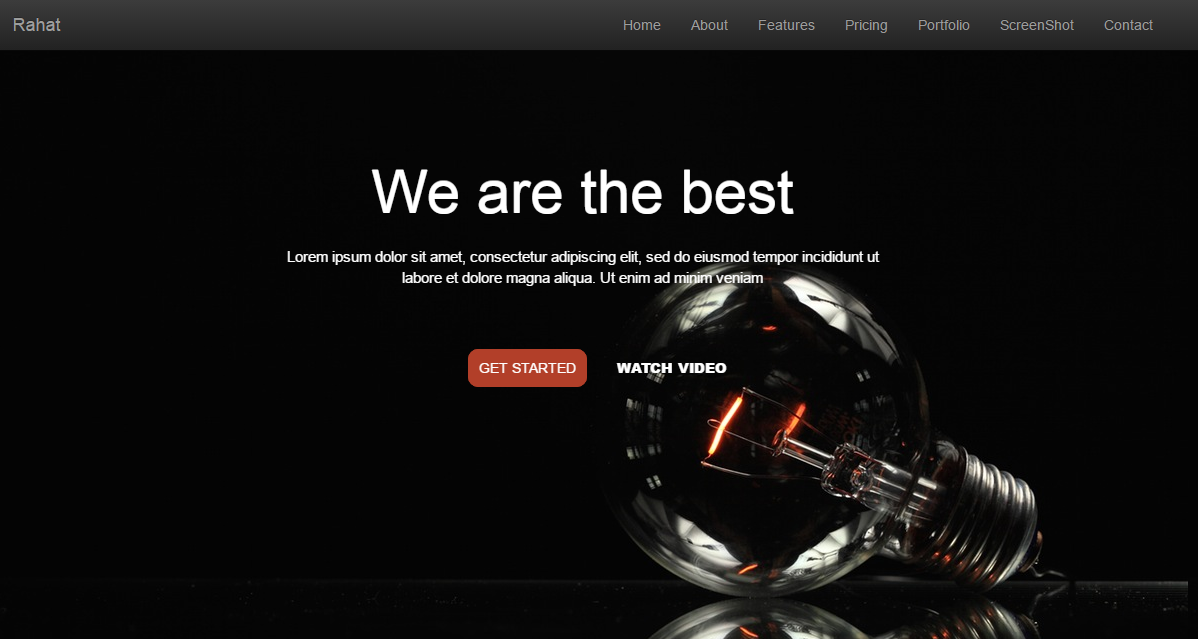 Rahat
Home About Features Pricing Portfolio ScreenShot Contact
We are the best
Lorem ipsum dolor sit amet, consectetur adipiscing elit, sed do eiusmod tempor incididunt ut
labore et dolore magna aliqua. Ut enim ad minim veniam
GET STARTED
WATCH VIDEO